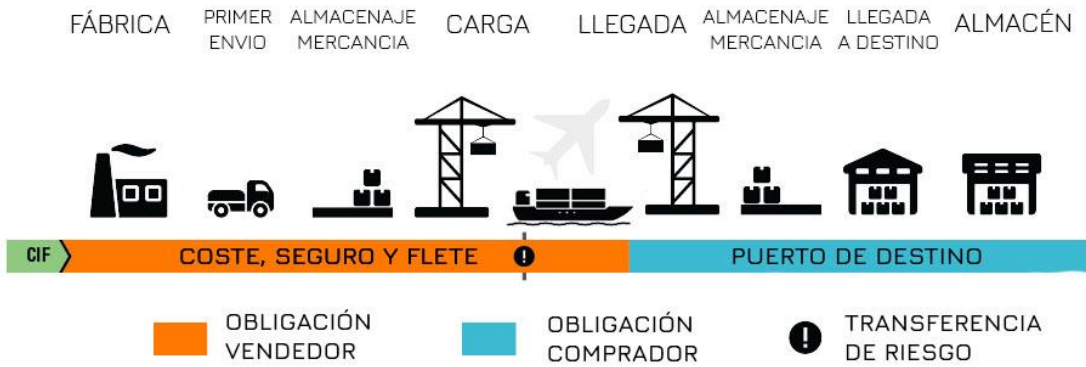 FÁBRICA
PRIMER
ENVIO
ALMACENAJE
MERCANCIA
CARGA
LLEGADA
ALMACENAJE
MERCANCIA
LLEGADA
A DESTINO
ALMACÉN
CIF
COSTE, SEGURO Y FLETE
!
PUERTO DE DESTINO
OBLIGACIÓN
VENDEDOR
OBLIGACIÓN
COMPRADOR
!
TRANSFERENCIA
DE RIESGO